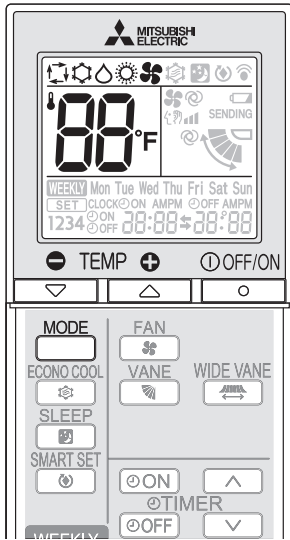 MITSUBISHI
ELECTRIC
SENDING
88°F
WEEKLY Mon Tue Wed Thu Fri Sat Sun
SET CLOCK ON AMPM OFF AMPM
1234 ON OFF 88:88 88:88
TEMP OFF/ON
MODE FAN
ECONO COOL VANE WIDE VANE
SLEEP
SMART SET
ON
TIMER
OFF
WEEKLY